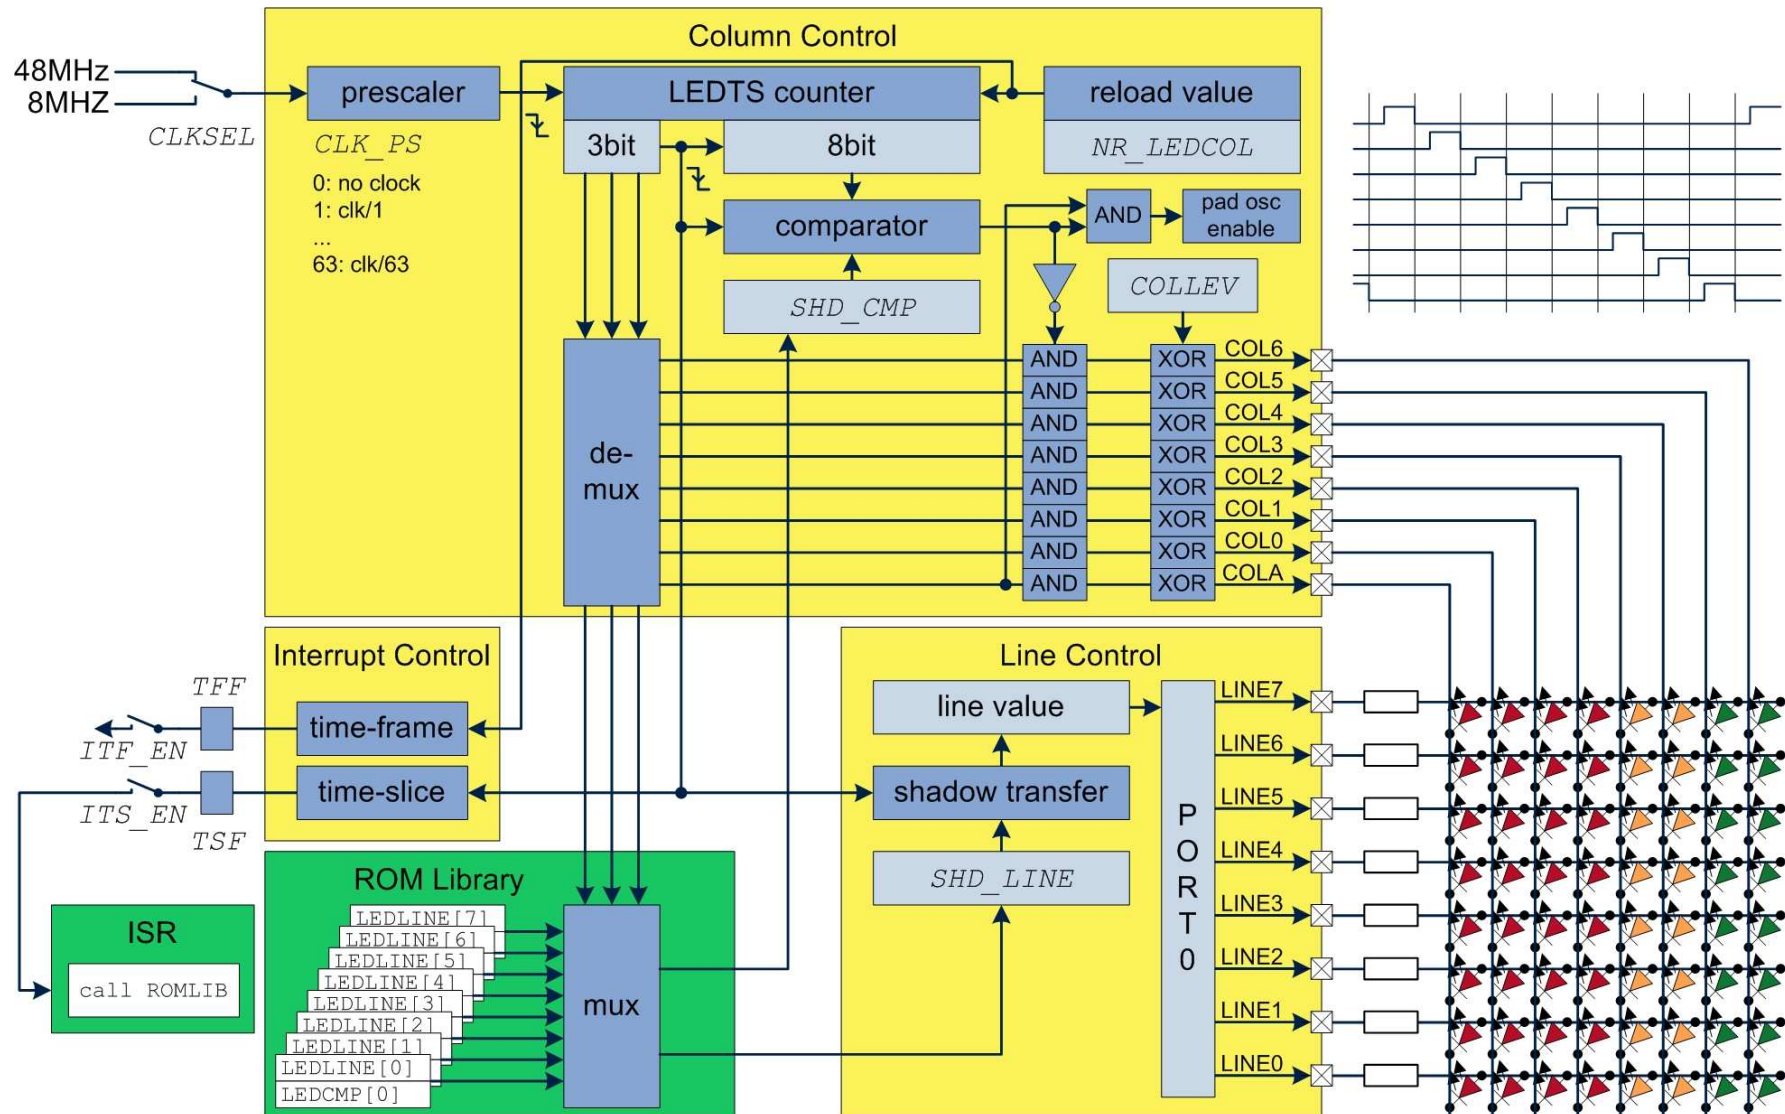 Column Control
48MHz
8MHZ
CLKSEL
prescaler
CLK_PS
0: no clock
1: clk/1
...
63: clk/63
LEDTS counter
3bit
8bit
reload value
NR_LEDCOL
comparator
SHD_CMP
AND
pad osc
enable
COLLEV
de-
mux
AND
XOR
COL6
AND
XOR
COL5
AND
XOR
COL4
AND
XOR
COL3
AND
XOR
COL2
AND
XOR
COL1
AND
XOR
COL0
AND
XOR
COLA
Interrupt Control
TFF
time-frame
ITF_EN
time-slice
ITS_EN
TSF
ISR
call ROMLIB
ROM Library
LEDLINE[7]
LEDLINE[6]
LEDLINE[5]
LEDLINE[4]
LEDLINE[3]
LEDLINE[2]
LEDLINE[1]
LEDLINE[0]
LEDCMP[0]
mux
Line Control
line value
shadow transfer
SHD_LINE
PORT0
LINE7
LINE6
LINE5
LINE4
LINE3
LINE2
LINE1
LINE0